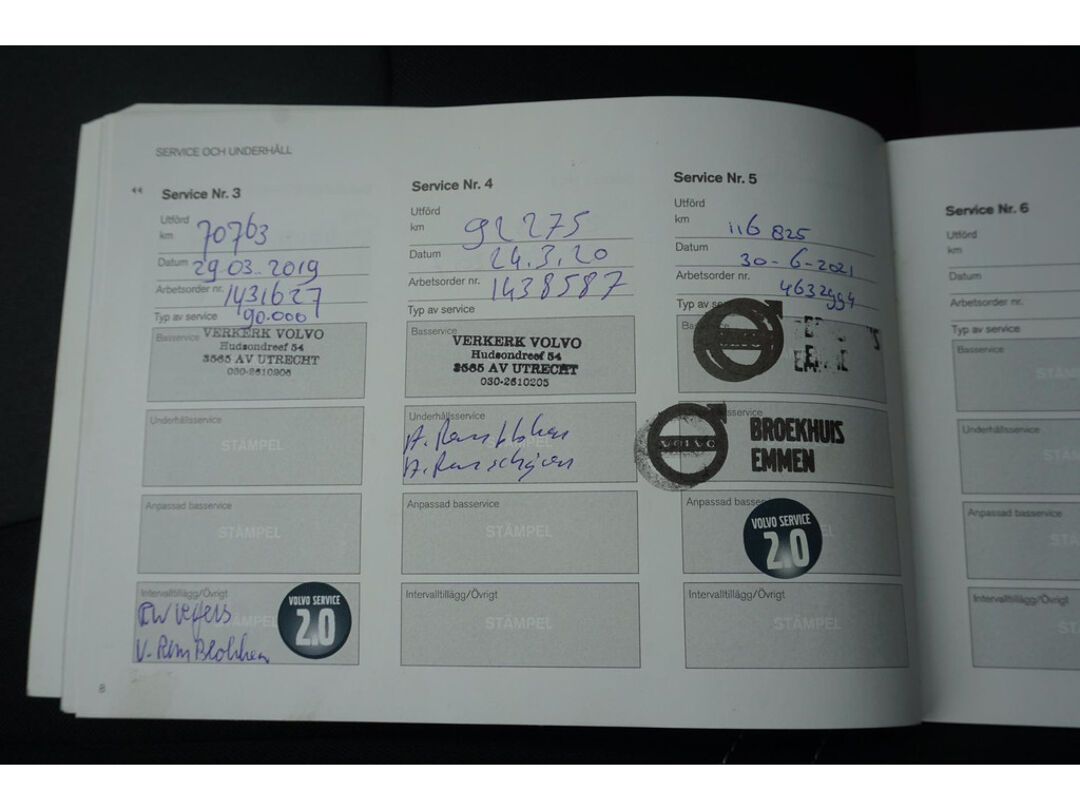 SERVICE OCH UNDERHÅLL
Service Nr. 3
Utförd
km 70763
Datum 29.03.2019
Arbetsorder nr. 1431627
Typ av service 90.000
Basservice VERKERK VOLVO
Hudsondreef 54
3565 AV UTRECHT
Underhållsservice
STÄMPEL
Anpassad basservice
STÄMPEL
Intervalltillägg/Övrigt
VOLVO SERVICE
2.0
V. Rem Blokken
8
Service Nr. 4
Utförd
km 92275
Datum 24.3.20
Arbetsorder nr. 1438587
Typ av service
Basservice
VERKERK VOLVO
Hudsondreef 54
3565 AV UTRECHT
030-2610205
Underhållsservice
A. Remblokken
A. Remschijven
Anpassad basservice
STÄMPEL
Intervalltillägg/Övrigt
STÄMPEL
Service Nr. 5
Utförd
km 116 825
Datum 30-6-2021
Arbetsorder nr. 4632994
Typ av
VOLVO
VOLVO
BROEKHUIS
EMMEN
Anpassad
VOLVO SERVICE
2.0
Intervalltillägg/Övrigt
STÄMPEL
Service Nr. 6
Utförd
km
Datum
Arbetsorder nr.
Typ av service
Basservice
Underhållsservice
Anpassad basservice
Intervalltillägg/Övrigt